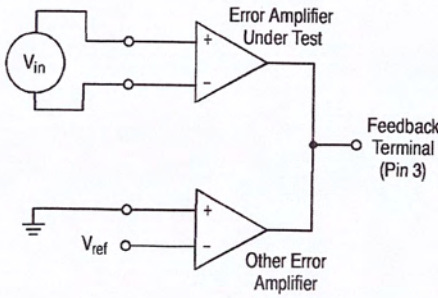 Error Amplifier
Under Test
+
−
Vin
Feedback
Terminal
(Pin 3)
+
−
Vref
Other Error
Amplifier